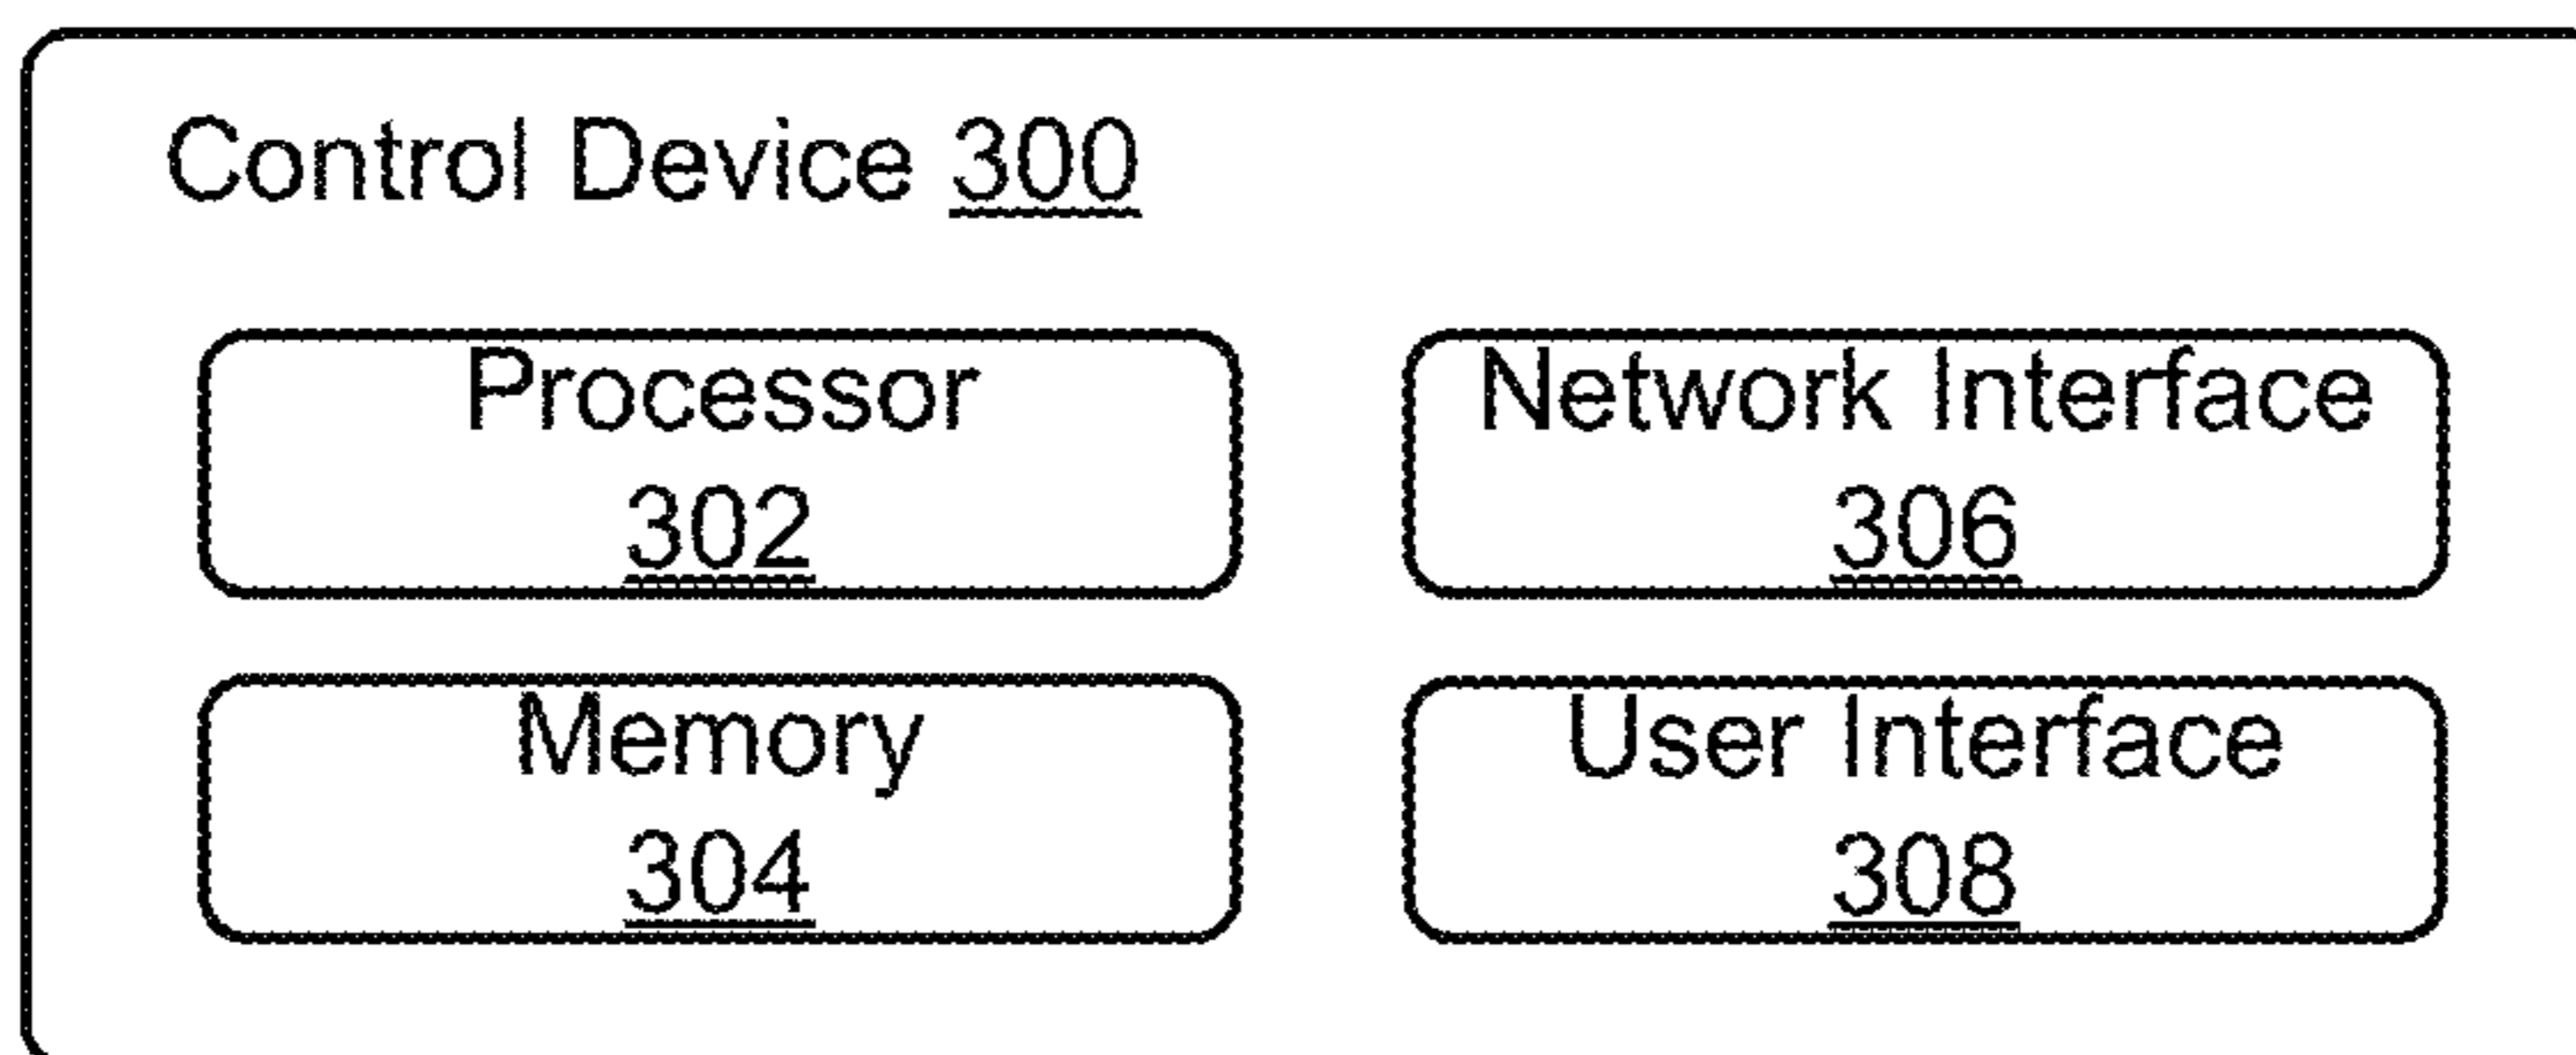 Control Device 300
Processor
302
Network Interface
306
Memory
304
User Interface
308